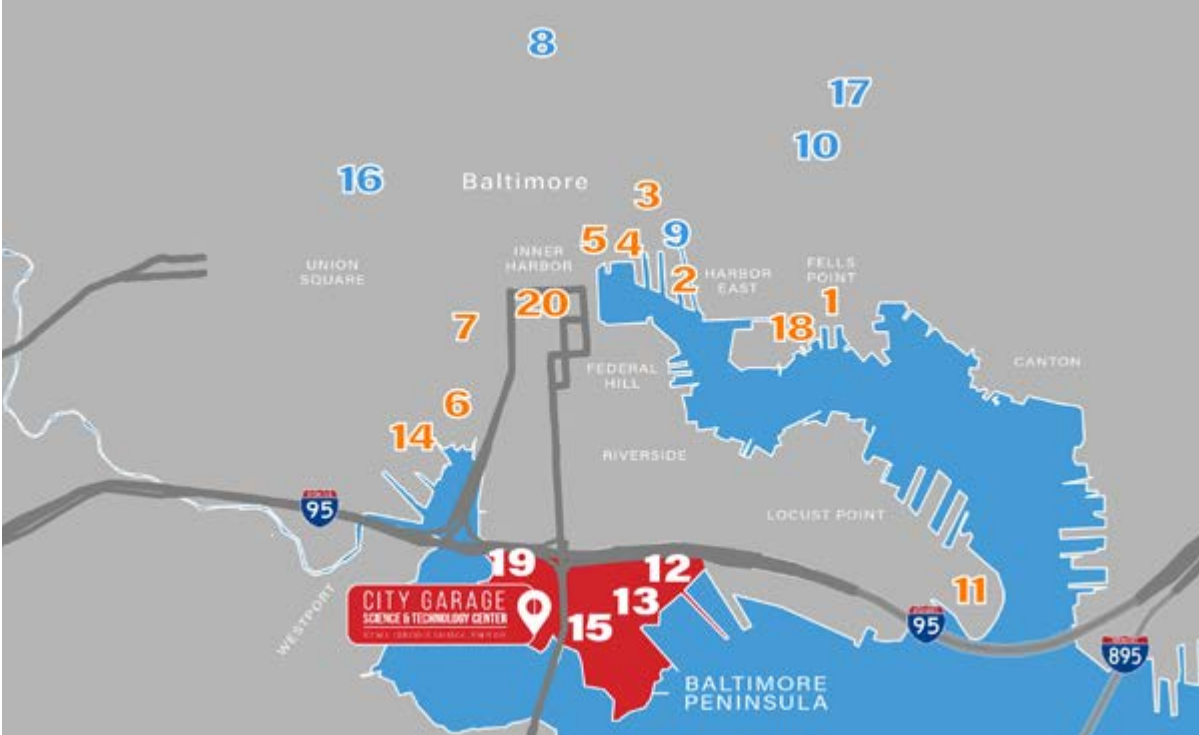 8
17
10
16
Baltimore
3
9
5
4
INNER
HARBOR
UNION
SQUARE
2
HARBOR
EAST
FELLS
POINT
20
1
18
7
FEDERAL
HILL
CANTON
6
14
RIVERSIDE
95
LOCUST POINT
19
12
11
13
CITY GARAGE
SCIENCE & TECHNOLOGY CENTER
15
95
WESTPORT
895
BALTIMORE
PENINSULA